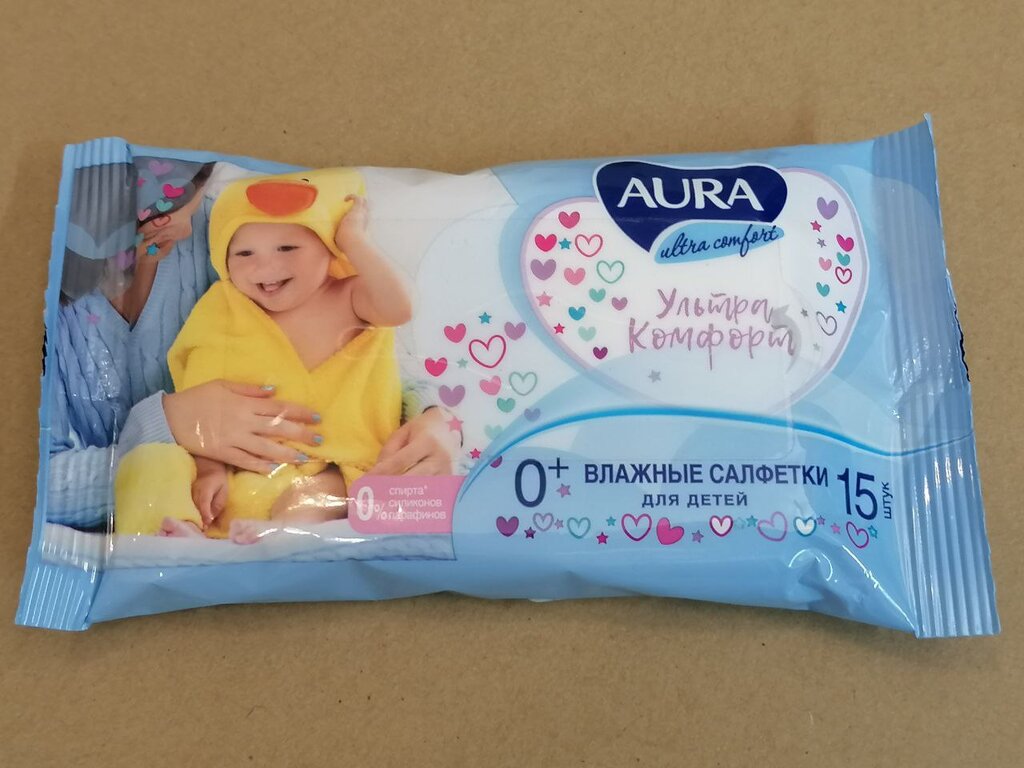 AURA
ultra comfort
Ультра
Комфорт
0+
ВЛАЖНЫЕ САЛФЕТКИ
ДЛЯ ДЕТЕЙ
15
ШТУК
0%
спирта*
силиконов
парафинов